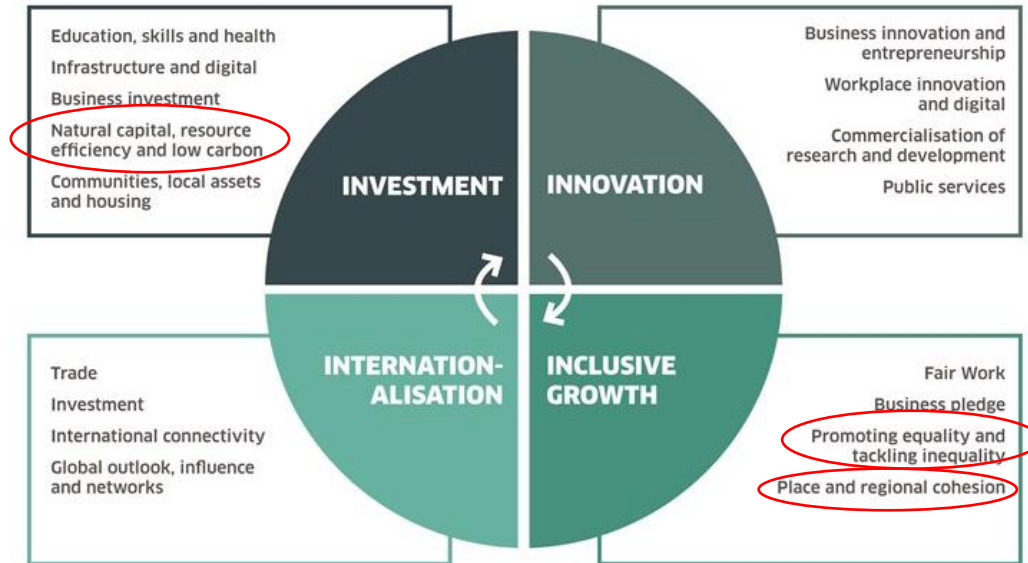 Education, skills and health
Infrastructure and digital
Business investment
Natural capital, resource
efficiency and low carbon
Communities, local assets
and housing
INVESTMENT
INNOVATION
Business innovation and
entrepreneurship
Workplace innovation
and digital
Commercialisation of
research and development
Public services
Trade
Investment
International connectivity
Global outlook, influence
and networks
INTERNATION-
ALISATION
INCLUSIVE
GROWTH
Fair Work
Business pledge
Promoting equality and
tackling inequality
Place and regional cohesion